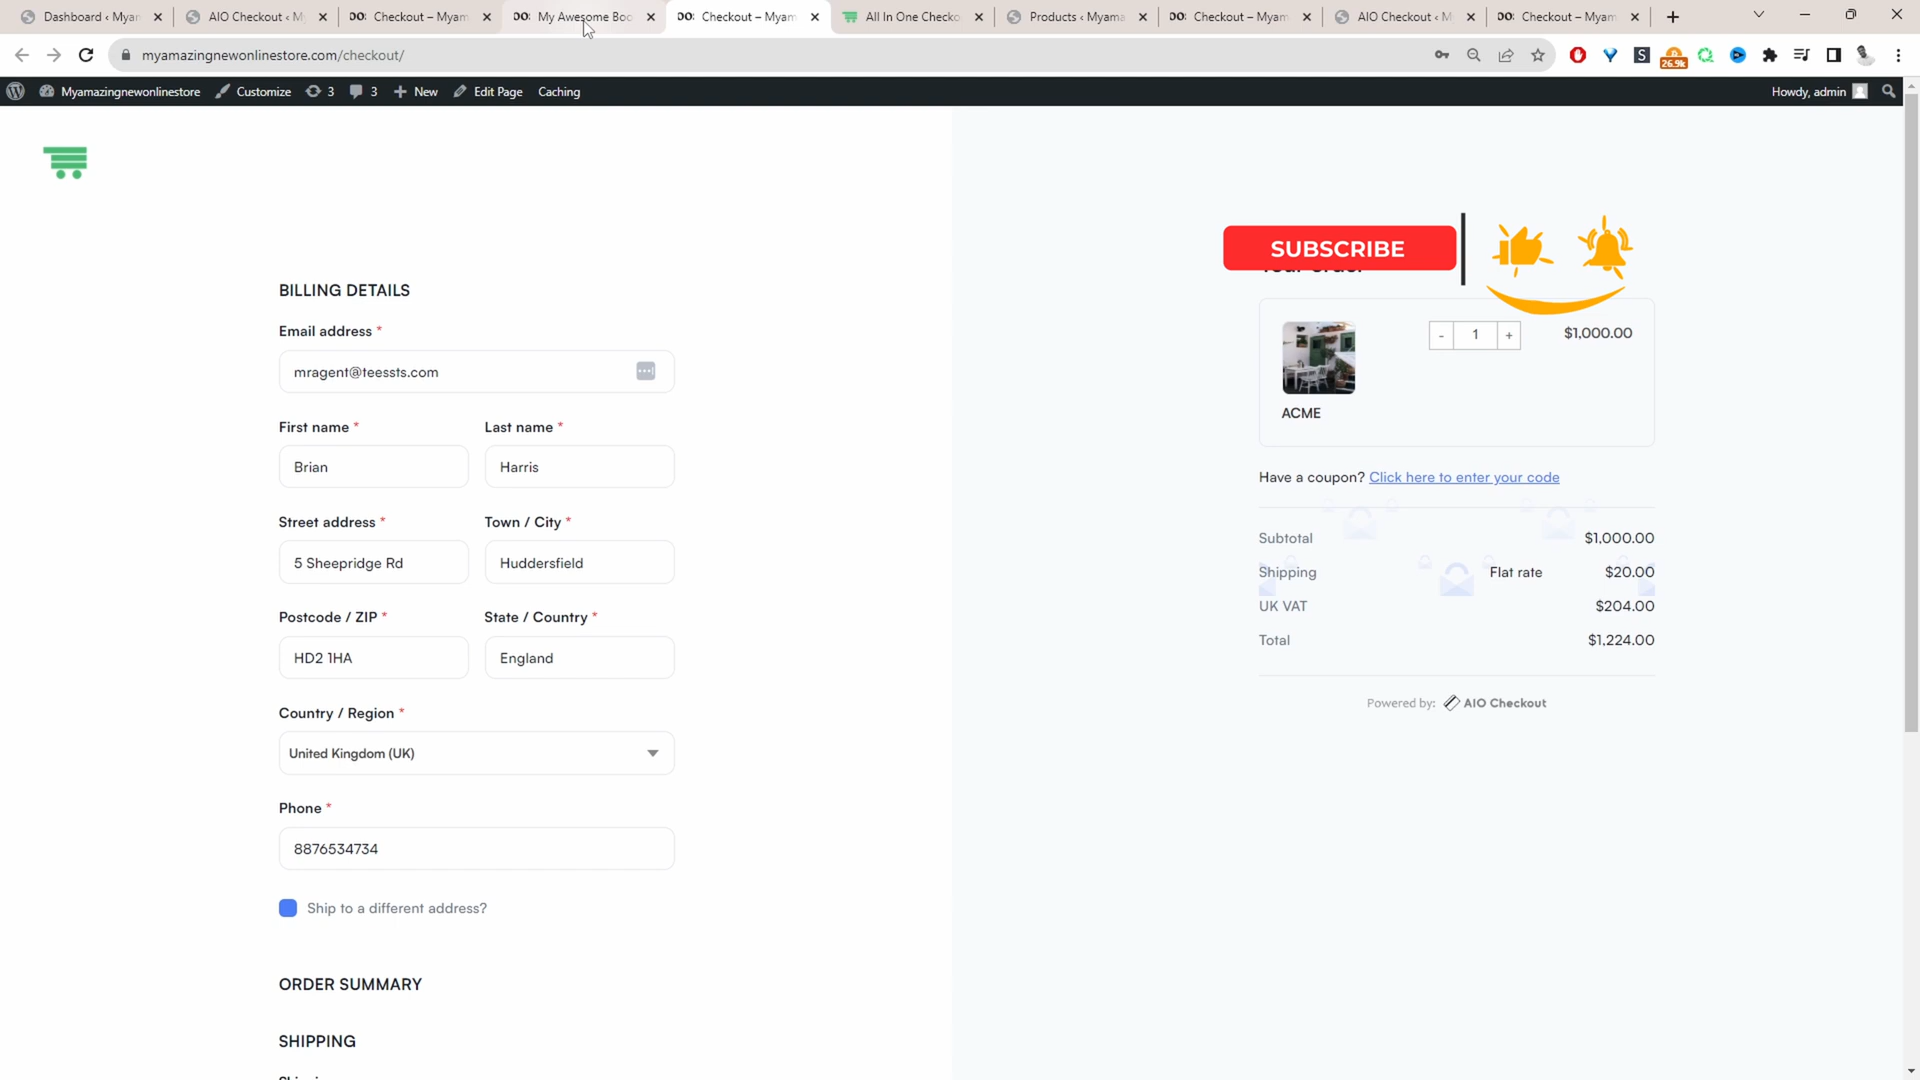 Dashboard ‹ Myam
AIO Checkout ‹ M
Checkout – Myam
My Awesome Boo
Checkout – Myam
All In One Checko
Products ‹ Myama
Checkout – Myam
AIO Checkout ‹ M
Checkout – Myam
myamazingnewonlinestore.com/checkout/
26.9k
Myamazingnewonlinestore
Customize
3
3
New
Edit Page
Caching
Howdy, admin
SUBSCRIBE
BILLING DETAILS
Email address *
mragent@teessts.com
First name *
Last name *
Brian
Harris
Street address *
Town / City *
5 Sheepridge Rd
Huddersfield
Postcode / ZIP *
State / Country *
HD2 1HA
England
Country / Region *
United Kingdom (UK)
Phone *
8876534734
Ship to a different address?
ORDER SUMMARY
SHIPPING
- 1 + $1,000.00
ACME
Have a coupon? Click here to enter your code
Subtotal $1,000.00
Shipping Flat rate $20.00
UK VAT $204.00
Total $1,224.00
Powered by: AIO Checkout